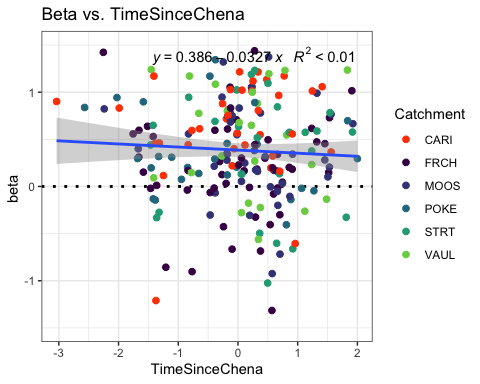 Beta vs. TimeSinceChena
y = 0.386 − 0.0327 x R² < 0.01
1
0
-1
beta
-3 -2 -1 0 1 2
TimeSinceChena
Catchment
CARI
FRCH
MOOS
POKE
STRT
VAUL